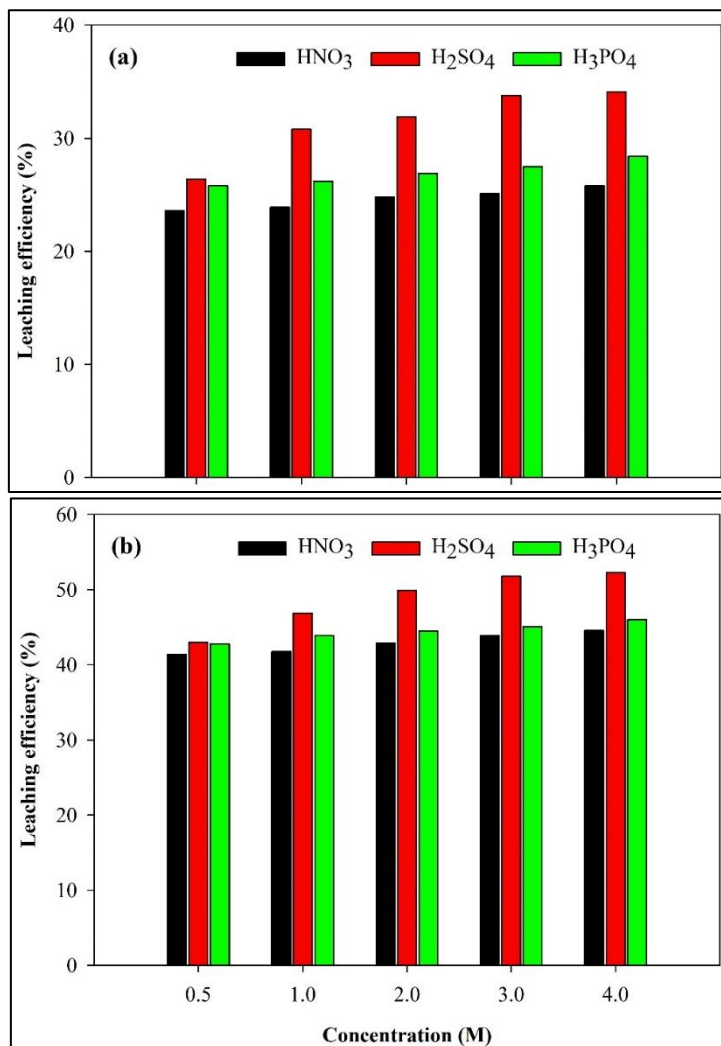 (a) HNO₃ H₂SO₄ H₃PO₄
40
30
20
10
0
Leaching efficiency (%)
(b) HNO₃ H₂SO₄ H₃PO₄
60
50
40
30
20
10
0
Leaching efficiency (%)
0.5 1.0 2.0 3.0 4.0
Concentration (M)